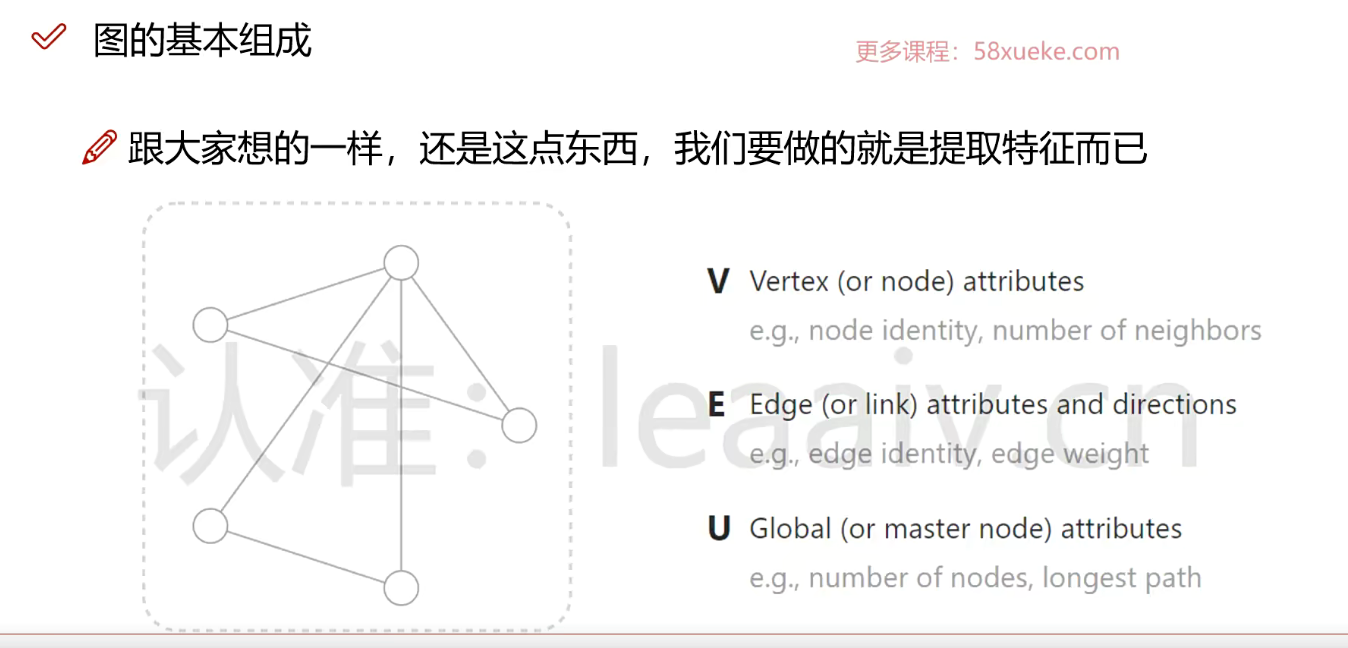 图的基本组成
更多课程：58xueke.com
跟大家想的一样，还是这点东西，我们要做的就是提取特征而已
V Vertex (or node) attributes
e.g., node identity, number of neighbors
E Edge (or link) attributes and directions
e.g., edge identity, edge weight
U Global (or master node) attributes
e.g., number of nodes, longest path
认准：leaaiv.cn